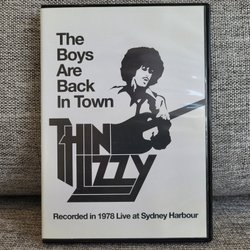 The
Boys
Are
Back
In Town
THIN
LIZZY
Recorded in 1978 Live at Sydney Harbour